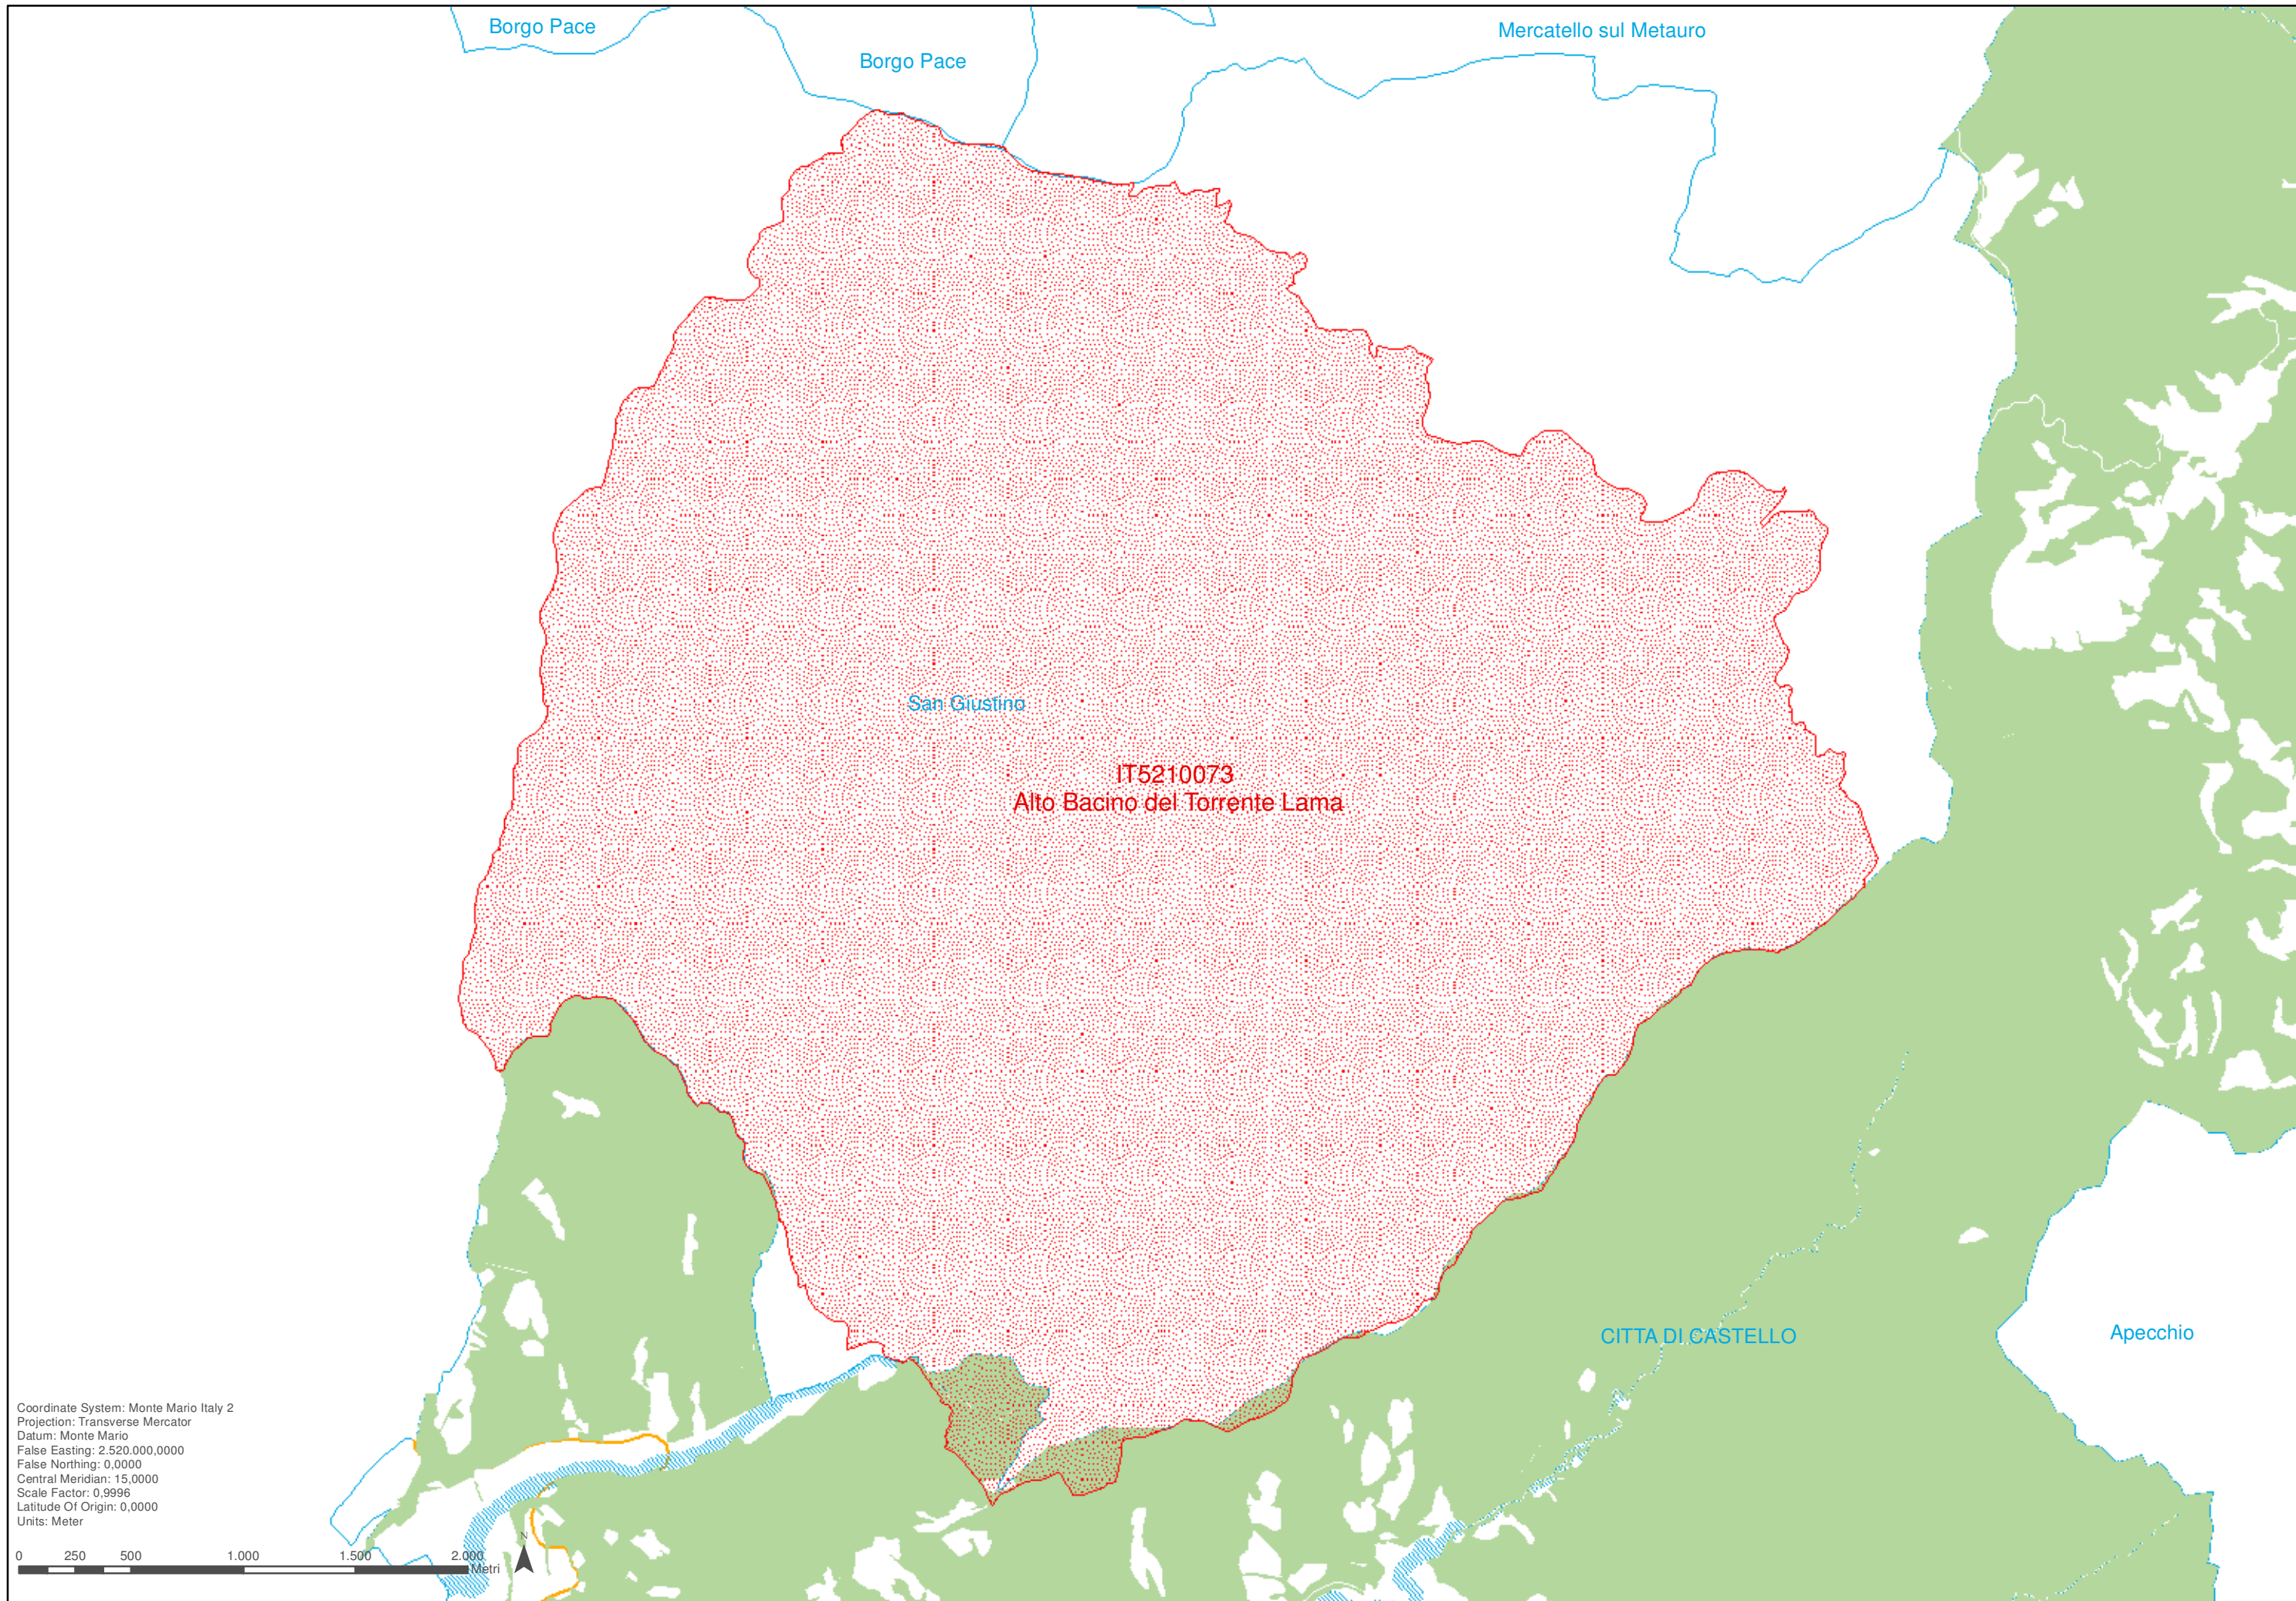 Borgo Pace
Mercatello sul Metauro
Borgo Pace
San Giustino
IT5210073
Alto Bacino del Torrente Lama
CITTA DI CASTELLO
Apecchio
Coordinate System: Monte Mario Italy 2
Projection: Transverse Mercator
Datum: Monte Mario
False Easting: 2.520.000,0000
False Northing: 0,0000
Central Meridian: 15,0000
Scale Factor: 0,9996
Latitude Of Origin: 0,0000
Units: Meter
N
0 250 500 1.000 1.500 2.000
Metri